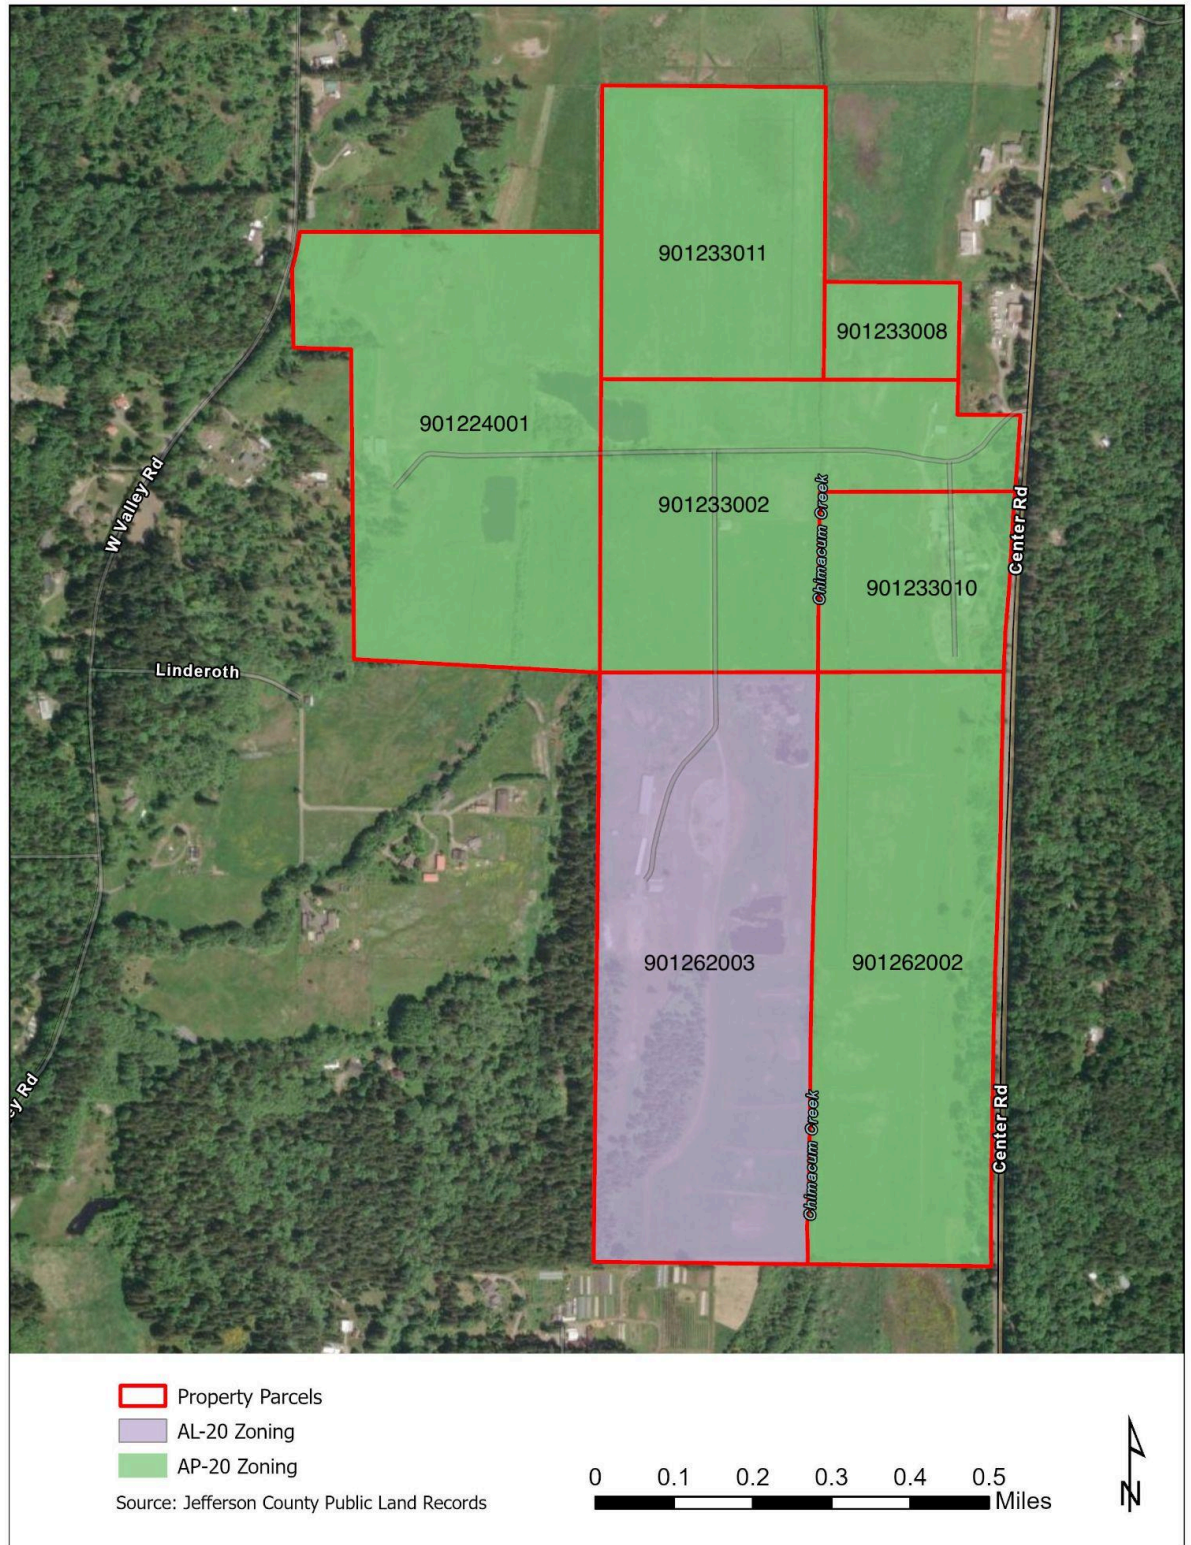 901233011
901233008
901224001
901233002
Chimacum Creek
Center Rd
W Valley Rd
901233010
Linderoth
901262003
901262002
ey Rd
Chimacum Creek
Center Rd
Property Parcels
AL-20 Zoning
AP-20 Zoning
Source: Jefferson County Public Land Records
0 0.1 0.2 0.3 0.4 0.5
Miles
N